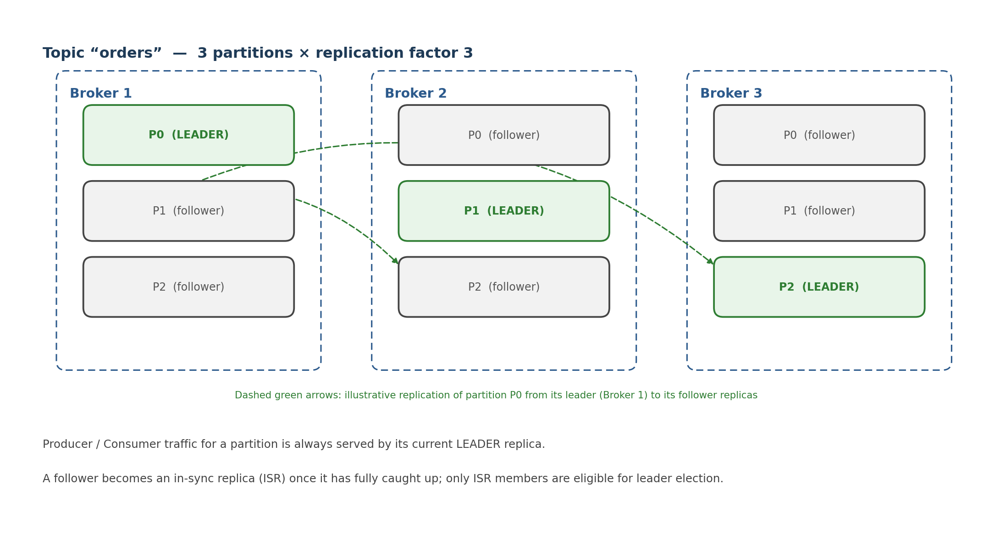 Topic “orders” — 3 partitions × replication factor 3
Broker 1
P0 (LEADER)
P1 (follower)
P2 (follower)
Broker 2
P0 (follower)
P1 (LEADER)
P2 (follower)
Broker 3
P0 (follower)
P1 (follower)
P2 (LEADER)
Dashed green arrows: illustrative replication of partition P0 from its leader (Broker 1) to its follower replicas
Producer / Consumer traffic for a partition is always served by its current LEADER replica.
A follower becomes an in-sync replica (ISR) once it has fully caught up; only ISR members are eligible for leader election.